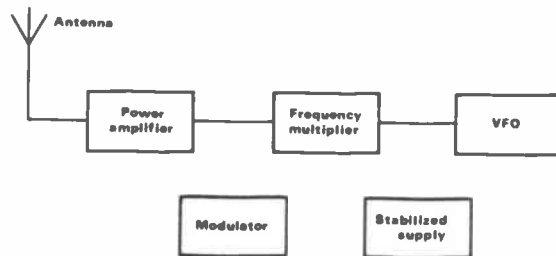 Antenna
Power
amplifier
Frequency
multiplier
VFO
Modulator
Stabilized
supply